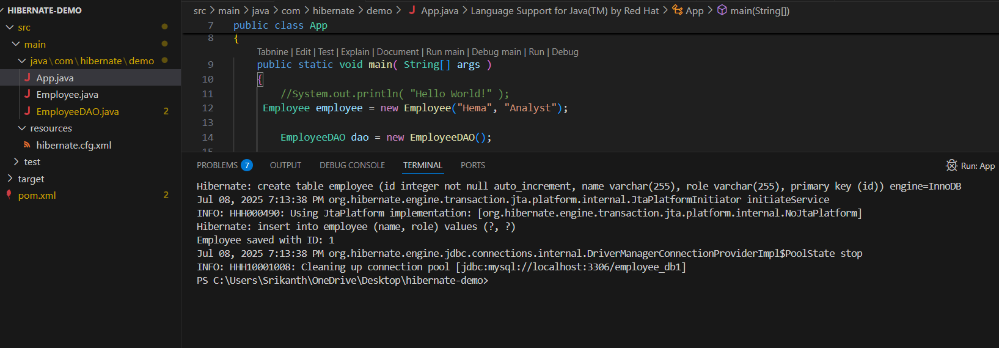 HIBERNATE-DEMO
src
main
java\com\hibernate\demo
App.java
Employee.java
EmployeeDAO.java 2
resources
hibernate.cfg.xml
test
target
pom.xml 2
src > main > java > com > hibernate > demo > App.java > Language Support for Java(TM) by Red Hat > App > main(String[])
7 public class App
8 {
Tabnine | Edit | Test | Explain | Document | Run main | Debug main | Run | Debug
9 public static void main( String[] args )
10 {
11 //System.out.println( "Hello World!" );
12 Employee employee = new Employee("Hema", "Analyst");
13
14 EmployeeDAO dao = new EmployeeDAO();
15
PROBLEMS 7 OUTPUT DEBUG CONSOLE TERMINAL PORTS Run: App
Hibernate: create table employee (id integer not null auto_increment, name varchar(255), role varchar(255), primary key (id)) engine=InnoDB
Jul 08, 2025 7:13:38 PM org.hibernate.engine.transaction.jta.platform.internal.JtaPlatformInitiator initiateService
INFO: HHH000490: Using JtaPlatform implementation: [org.hibernate.engine.transaction.jta.platform.internal.NoJtaPlatform]
Hibernate: insert into employee (name, role) values (?, ?)
Employee saved with ID: 1
Jul 08, 2025 7:13:38 PM org.hibernate.engine.jdbc.connections.internal.DriverManagerConnectionProviderImpl$PoolState stop
INFO: HHH10001008: Cleaning up connection pool [jdbc:mysql://localhost:3306/employee_db1]
PS C:\Users\Srikanth\OneDrive\Desktop\hibernate-demo>